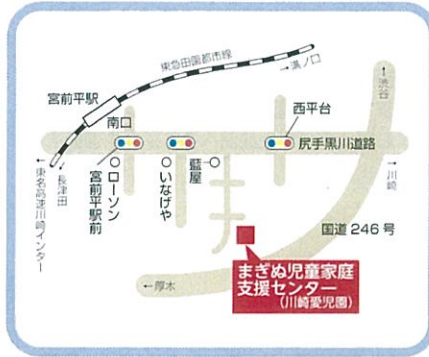 東急田園都市線
→溝ノ口
宮前平駅
南口
西平台
←渋谷
尻手黒川道路
宮前平駅前
ローソン
いなげや
藍屋
←東名高速川崎インター
←長津田
→川崎
国道246号
まぎぬ児童家庭
支援センター
(川崎愛児園)
←厚木